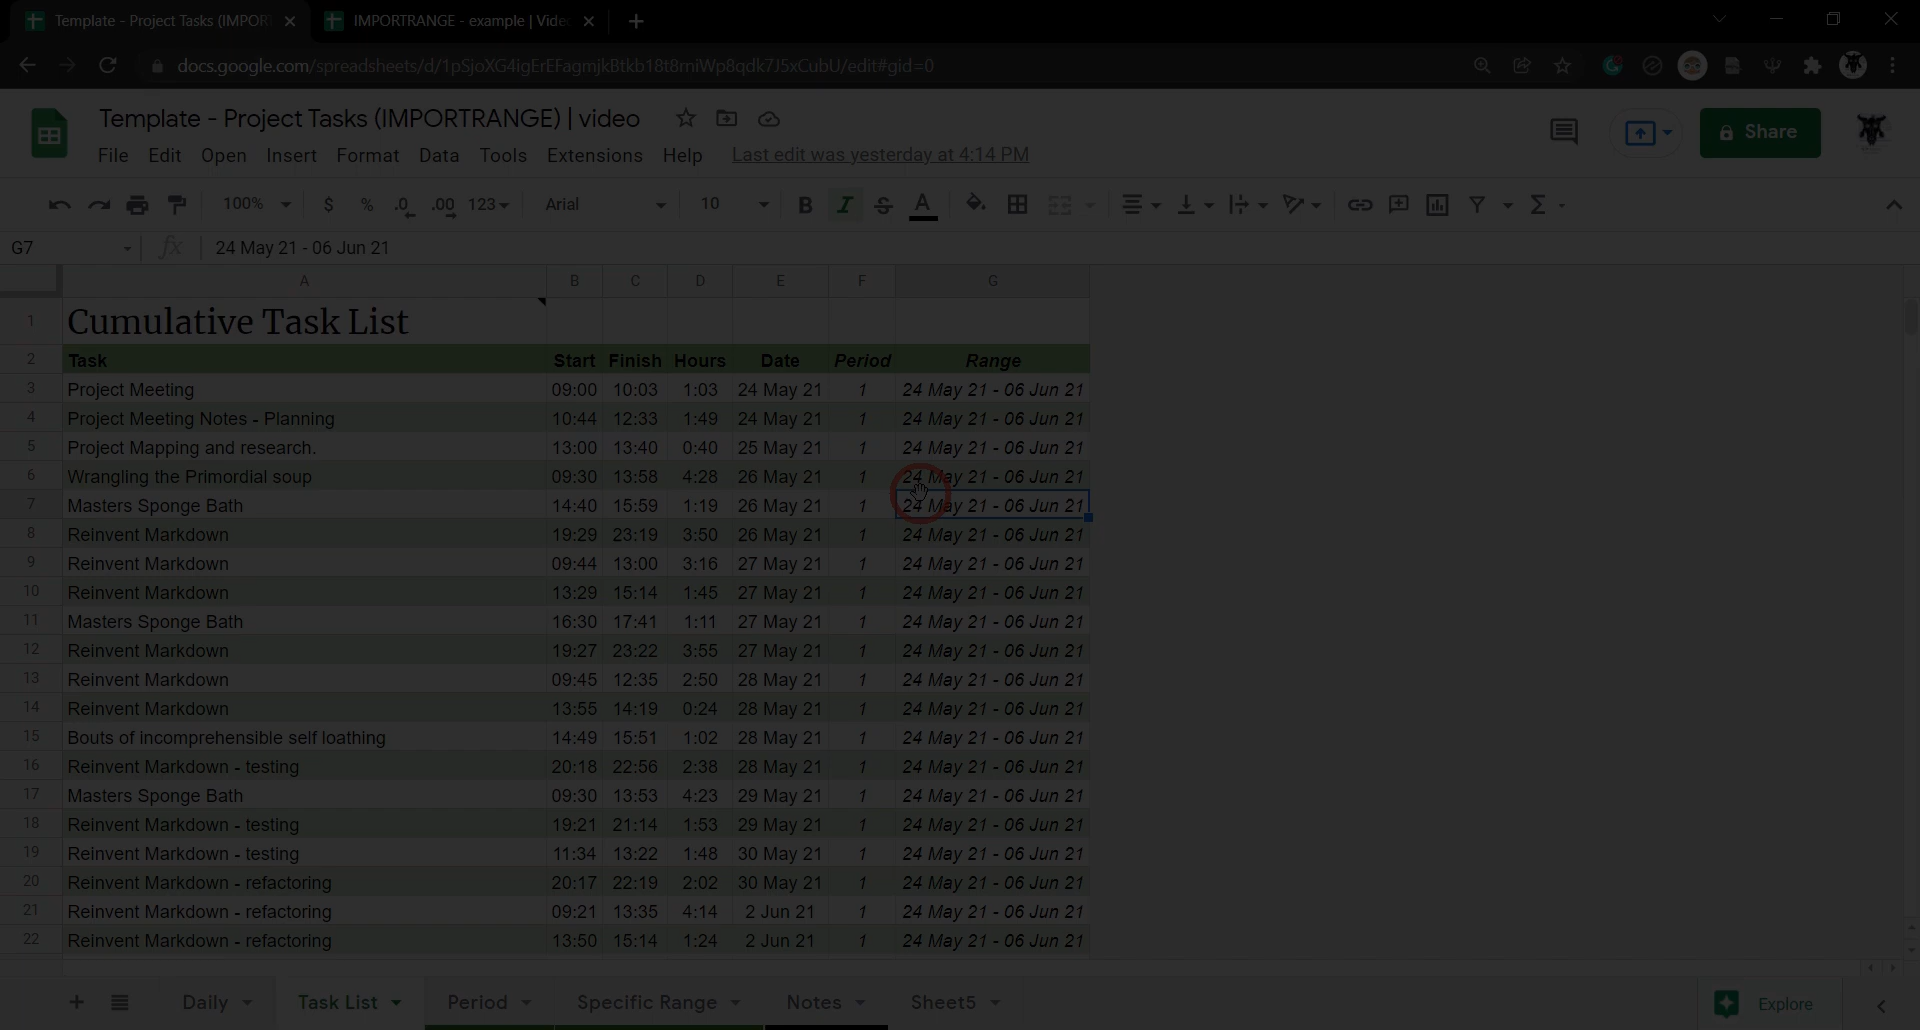 Template - Project Tasks (IMPOR
IMPORTRANGE - example | Vide
docs.google.com/spreadsheets/d/1pSjoXG4igErEFagmjkBtkb18t8rniWp8qdk7J5xCubU/edit#gid=0
Template - Project Tasks (IMPORTRANGE) | video
Share
File Edit Open Insert Format Data Tools Extensions Help Last edit was yesterday at 4:14 PM
100% $ % .0 .00 123 Arial 10 B I S A Σ
G7 fx 24 May 21 - 06 Jun 21
A B C D E F G
1 Cumulative Task List
2 Task Start Finish Hours Date Period Range
3 Project Meeting 09:00 10:03 1:03 24 May 21 1 24 May 21 - 06 Jun 21
4 Project Meeting Notes - Planning 10:44 12:33 1:49 24 May 21 1 24 May 21 - 06 Jun 21
5 Project Mapping and research. 13:00 13:40 0:40 25 May 21 1 24 May 21 - 06 Jun 21
6 Wrangling the Primordial soup 09:30 13:58 4:28 26 May 21 1 24 May 21 - 06 Jun 21
7 Masters Sponge Bath 14:40 15:59 1:19 26 May 21 1 24 May 21 - 06 Jun 21
8 Reinvent Markdown 19:29 23:19 3:50 26 May 21 1 24 May 21 - 06 Jun 21
9 Reinvent Markdown 09:44 13:00 3:16 27 May 21 1 24 May 21 - 06 Jun 21
10 Reinvent Markdown 13:29 15:14 1:45 27 May 21 1 24 May 21 - 06 Jun 21
11 Masters Sponge Bath 16:30 17:41 1:11 27 May 21 1 24 May 21 - 06 Jun 21
12 Reinvent Markdown 19:27 23:22 3:55 27 May 21 1 24 May 21 - 06 Jun 21
13 Reinvent Markdown 09:45 12:35 2:50 28 May 21 1 24 May 21 - 06 Jun 21
14 Reinvent Markdown 13:55 14:19 0:24 28 May 21 1 24 May 21 - 06 Jun 21
15 Bouts of incomprehensible self loathing 14:49 15:51 1:02 28 May 21 1 24 May 21 - 06 Jun 21
16 Reinvent Markdown - testing 20:18 22:56 2:38 28 May 21 1 24 May 21 - 06 Jun 21
17 Masters Sponge Bath 09:30 13:53 4:23 29 May 21 1 24 May 21 - 06 Jun 21
18 Reinvent Markdown - testing 19:21 21:14 1:53 29 May 21 1 24 May 21 - 06 Jun 21
19 Reinvent Markdown - testing 11:34 13:22 1:48 30 May 21 1 24 May 21 - 06 Jun 21
20 Reinvent Markdown - refactoring 20:17 22:19 2:02 30 May 21 1 24 May 21 - 06 Jun 21
21 Reinvent Markdown - refactoring 09:21 13:35 4:14 2 Jun 21 1 24 May 21 - 06 Jun 21
22 Reinvent Markdown - refactoring 13:50 15:14 1:24 2 Jun 21 1 24 May 21 - 06 Jun 21
Daily Task List Period Specific Range Notes Sheet5 Explore